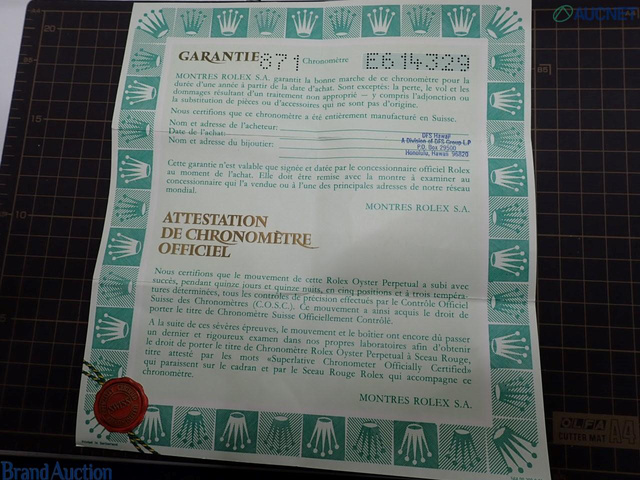 AUCNET
GARANTIE 671 Chronomètre E614329
MONTRES ROLEX S.A. garantit la bonne marche de ce chronomètre pour la
durée d'une année à partir de la date d'achat. Sont exceptés: la perte, le vol et les
dommages résultant d'un traitement non approprié – y compris l'adjonction ou
la substitution de pièces ou d'accessoires qui ne sont pas d'origine.
Nous certifions que ce chronomètre a été entièrement manufacturé en Suisse.
Nom et adresse de l'acheteur:
Date de l'achat:
Nom et adresse du bijoutier:
DFS Hawaii
A Division of DFS Group L.P
P.O. Box 29500
Honolulu, Hawaii 96820
Cette garantie n'est valable que signée et datée par le concessionnaire officiel Rolex
au moment de l'achat. Elle doit être remise avec la montre à examiner au
concessionnaire qui l'a vendue ou à l'une des principales adresses de notre réseau
mondial.
MONTRES ROLEX S.A.
ATTESTATION
DE CHRONOMÈTRE
OFFICIEL
Nous certifions que le mouvement de cette Rolex Oyster Perpetual a subi avec
succès, pendant quinze jours et quinze nuits, en cinq positions et à trois tempéra-
tures déterminées, tous les contrôles de précision effectués par le Contrôle Officiel
Suisse des Chronomètres (C.O.S.C.). Ce mouvement a ainsi acquis le droit de
porter le titre de Chronomètre Suisse Officiellement Contrôlé.
A la suite de ces sévères épreuves, le mouvement et le boîtier ont encore dû passer
un dernier et rigoureux examen dans nos propres laboratoires afin d'obtenir
le droit de porter le titre de Chronomètre Rolex Oyster Perpetual à Sceau Rouge,
titre attesté par les mots «Superlative Chronometer Officially Certified»
qui paraissent sur le cadran et par le Sceau Rouge Rolex qui accompagne ce
chronomètre.
MONTRES ROLEX S.A.
OLFA
CUTTER MAT A4
Brand Auction